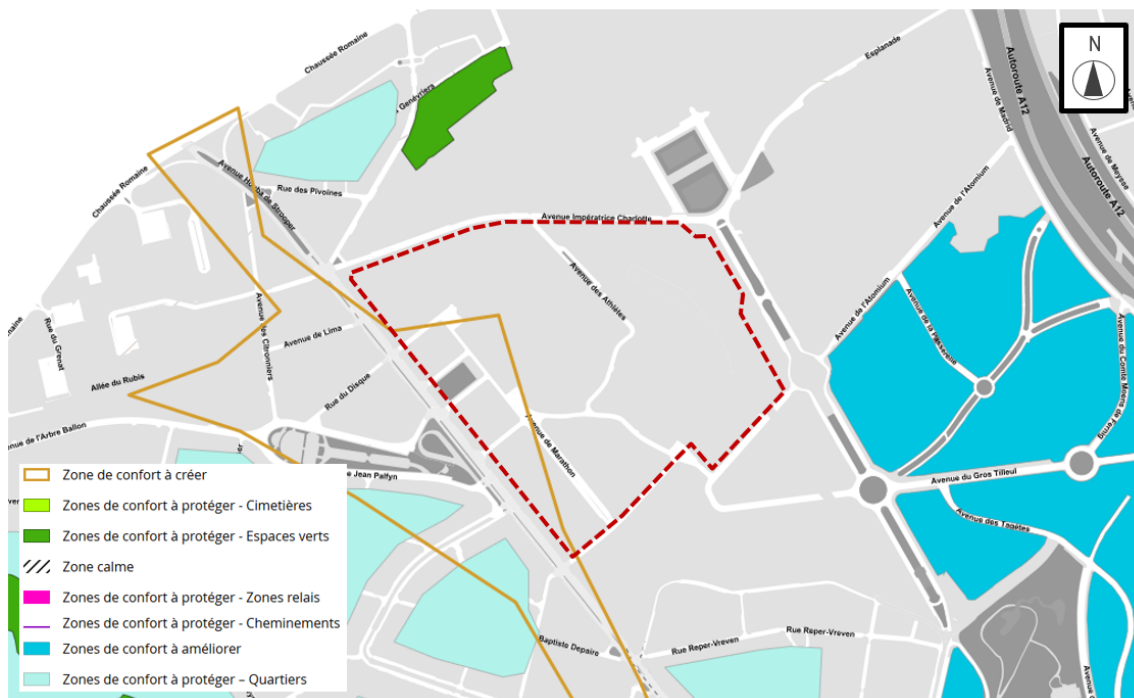 N
Chaussée Romaine
Genévriers
Esplanade
Avenue de Madrid
Autoroute A12
Autoroute A12
Avenue de Meysse
Chaussée Romaine
Avenue Houba de Strooper
Rue des Pivoines
Avenue de l'Atomium
Avenue Impératrice Charlotte
Avenue des Athlètes
Avenue de l'Atomium
Romaine
Rue du Grenat
Avenue des Citronniers
Avenue de Lima
Avenue de la Passerelle
Avenue du Comte Moens de Fernig
Allée du Rubis
Rue du Disque
Avenue de Marathon
enue de l'Arbre Ballon
e Jean Palfyn
Avenue du Gros Tilleul
Avenue des Tapètes
Baptiste Depaire
Rue Reper-Vreven
Rue Reper-Vreven
Zone de confort à créer
Zones de confort à protéger - Cimetières
Zones de confort à protéger - Espaces verts
Zone calme
Zones de confort à protéger - Zones relais
Zones de confort à protéger - Cheminements
Zones de confort à améliorer
Zones de confort à protéger – Quartiers